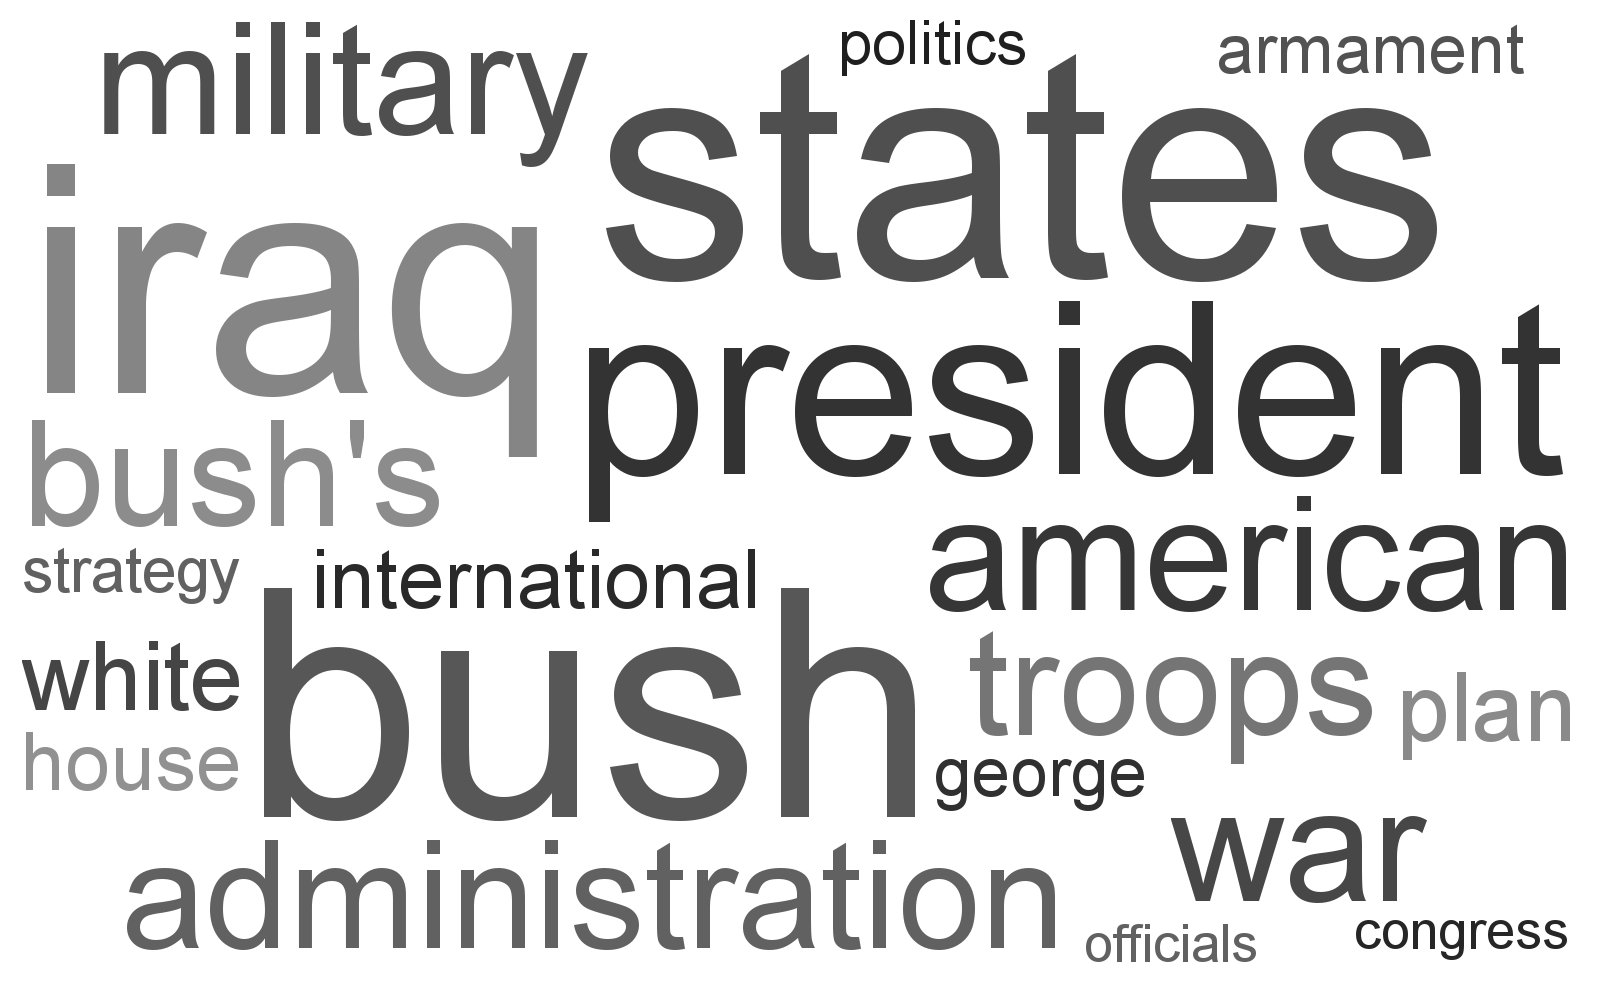 military
politics
armament
states
iraq
president
bush's
american
strategy
international
bush
white
troops
plan
house
george
war
administration
officials
congress